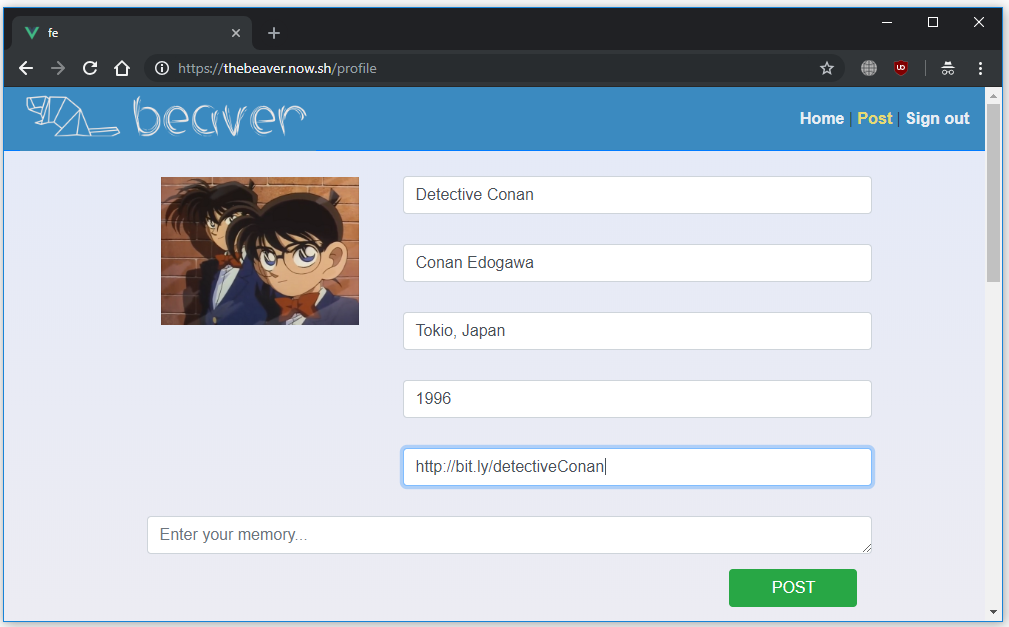 fe
https://thebeaver.now.sh/profile
UD
beaver
Home | Post | Sign out
Detective Conan
Conan Edogawa
Tokio, Japan
1996
http://bit.ly/detectiveConan
Enter your memory...
POST